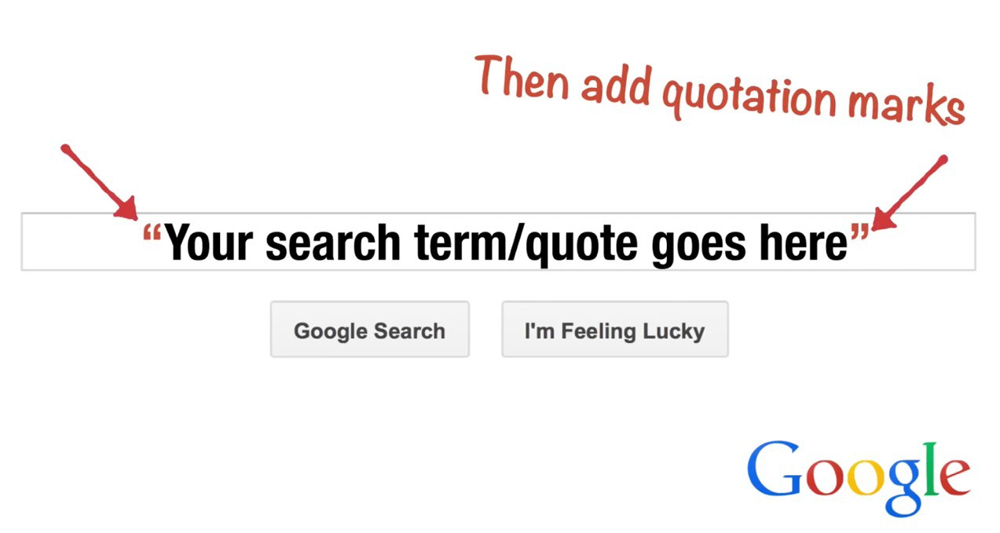 Then add quotation marks
“Your search term/quote goes here”
Google Search
I'm Feeling Lucky
Google